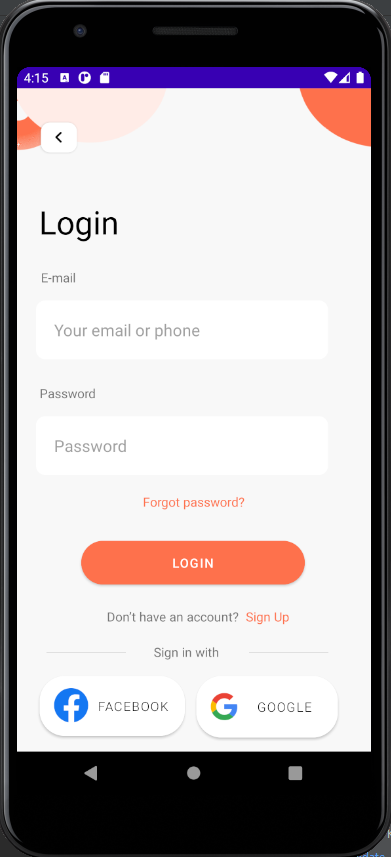 4:15
Login
E-mail
Your email or phone
Password
Password
Forgot password?
LOGIN
Don't have an account? Sign Up
Sign in with
FACEBOOK GOOGLE